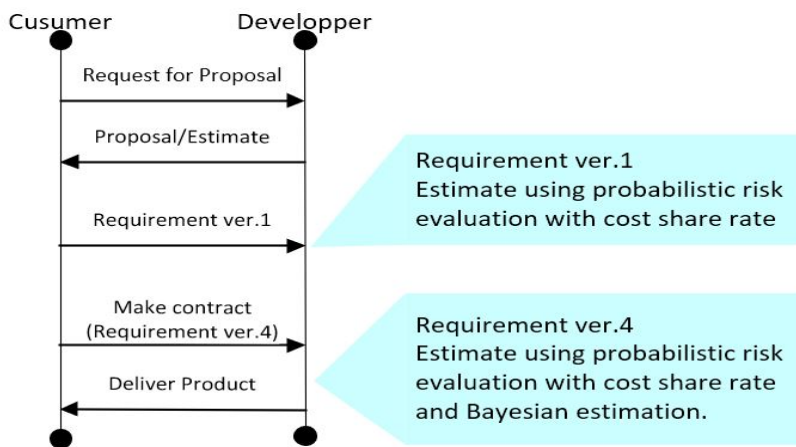 Cusumer
Developper
Request for Proposal
Proposal/Estimate
Requirement ver.1
Estimate using probabilistic risk
evaluation with cost share rate
Requirement ver.1
Make contract
(Requirement ver.4)
Requirement ver.4
Estimate using probabilistic risk
evaluation with cost share rate
and Bayesian estimation.
Deliver Product